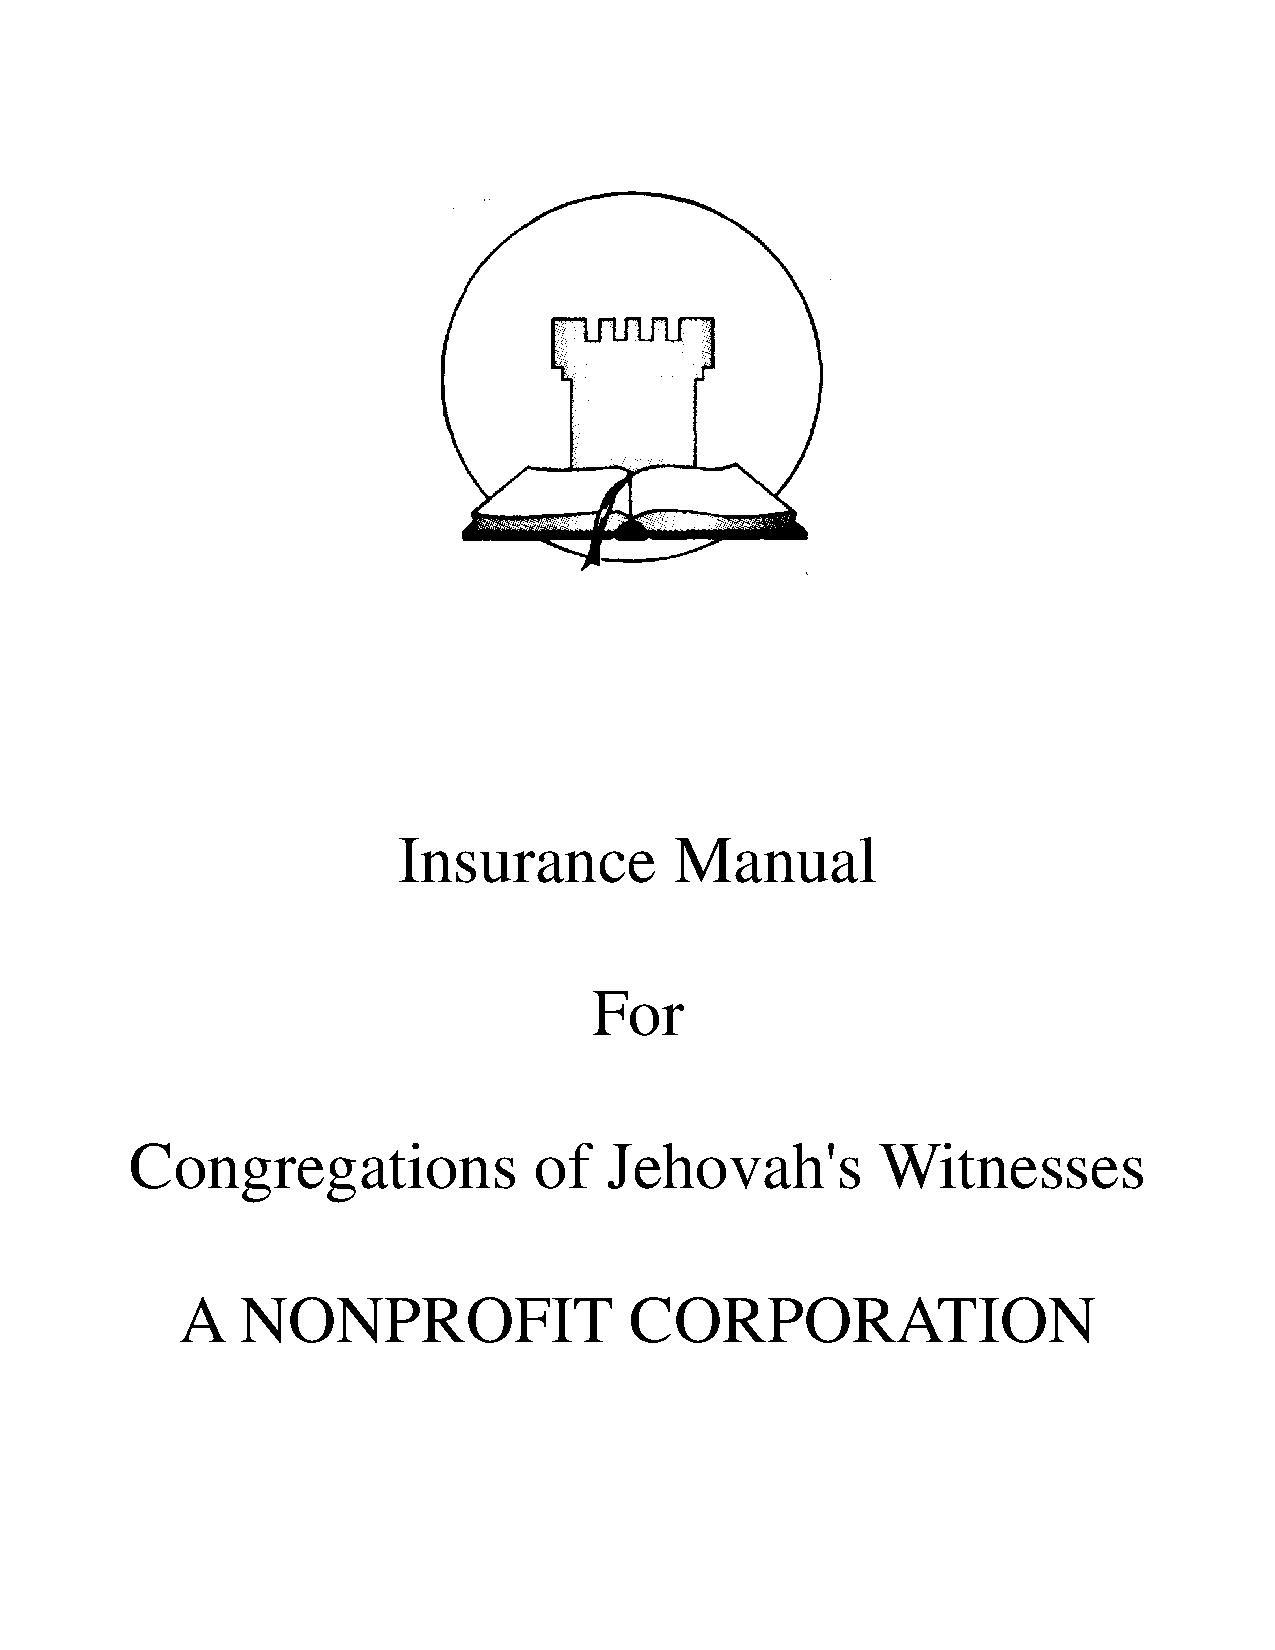 Insurance Manual
For
Congregations of Jehovah's Witnesses
A NONPROFIT CORPORATION